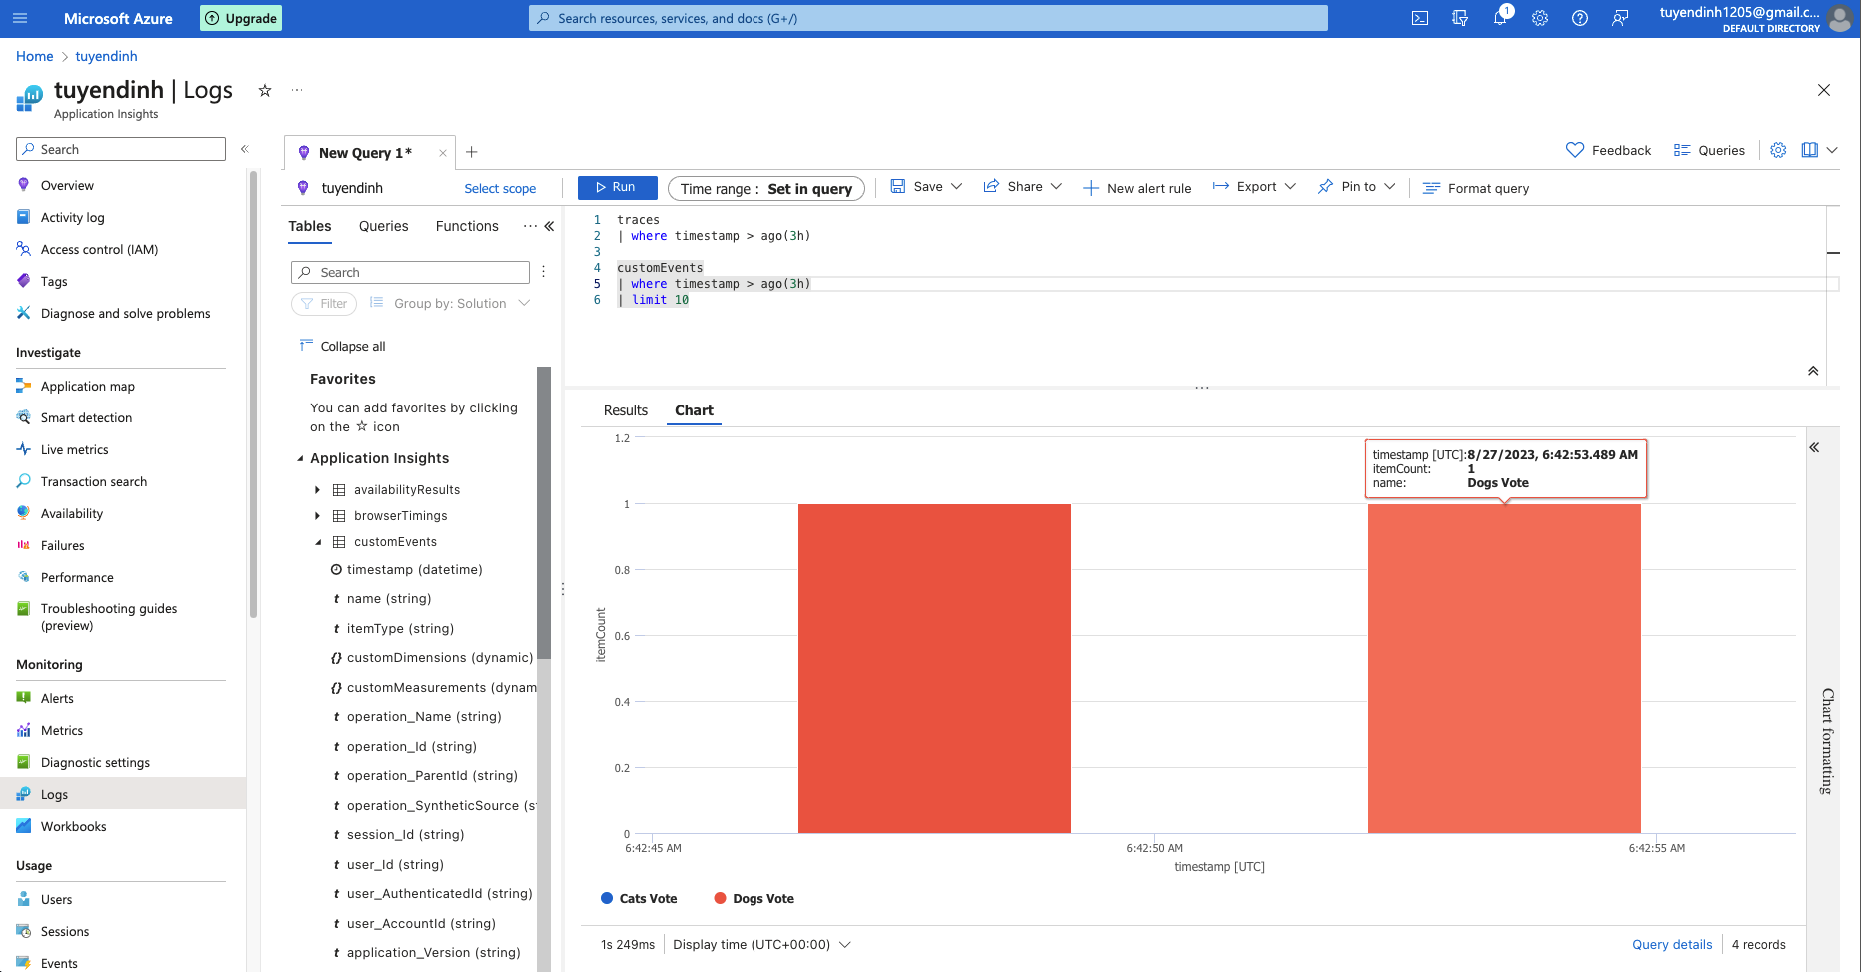 Microsoft Azure
Upgrade
Search resources, services, and docs (G+/)
1
tuyendinh1205@gmail.c...
DEFAULT DIRECTORY
Home > tuyendinh
tuyendinh | Logs
...
Application Insights
Search
«
Overview
Activity log
Access control (IAM)
Tags
Diagnose and solve problems
Investigate
Application map
Smart detection
Live metrics
Transaction search
Availability
Failures
Performance
Troubleshooting guides
(preview)
Monitoring
Alerts
Metrics
Diagnostic settings
Logs
Workbooks
Usage
Users
Sessions
Events
New Query 1*
Feedback
Queries
tuyendinh
Select scope
Run
Time range : Set in query
Save
Share
New alert rule
Export
Pin to
Format query
Tables
Queries
Functions
... «
Search
Filter
Group by: Solution
Collapse all
Favorites
You can add favorites by clicking
on the ☆ icon
Application Insights
availabilityResults
browserTimings
customEvents
timestamp (datetime)
t name (string)
t itemType (string)
{} customDimensions (dynamic)
{} customMeasurements (dynam
t operation_Name (string)
t operation_Id (string)
t operation_ParentId (string)
t operation_SyntheticSource (st
t session_Id (string)
t user_Id (string)
t user_AuthenticatedId (string)
t user_AccountId (string)
t application_Version (string)
1 traces
2 | where timestamp > ago(3h)
3
4 customEvents
5 | where timestamp > ago(3h)
6 | limit 10
Results
Chart
1.2
1
0.8
0.6
0.4
0.2
0
itemCount
timestamp [UTC]:8/27/2023, 6:42:53.489 AM
itemCount: 1
name: Dogs Vote
6:42:45 AM
6:42:50 AM
6:42:55 AM
timestamp [UTC]
Cats Vote
Dogs Vote
«
Chart formatting
1s 249ms
Display time (UTC+00:00)
Query details
4 records